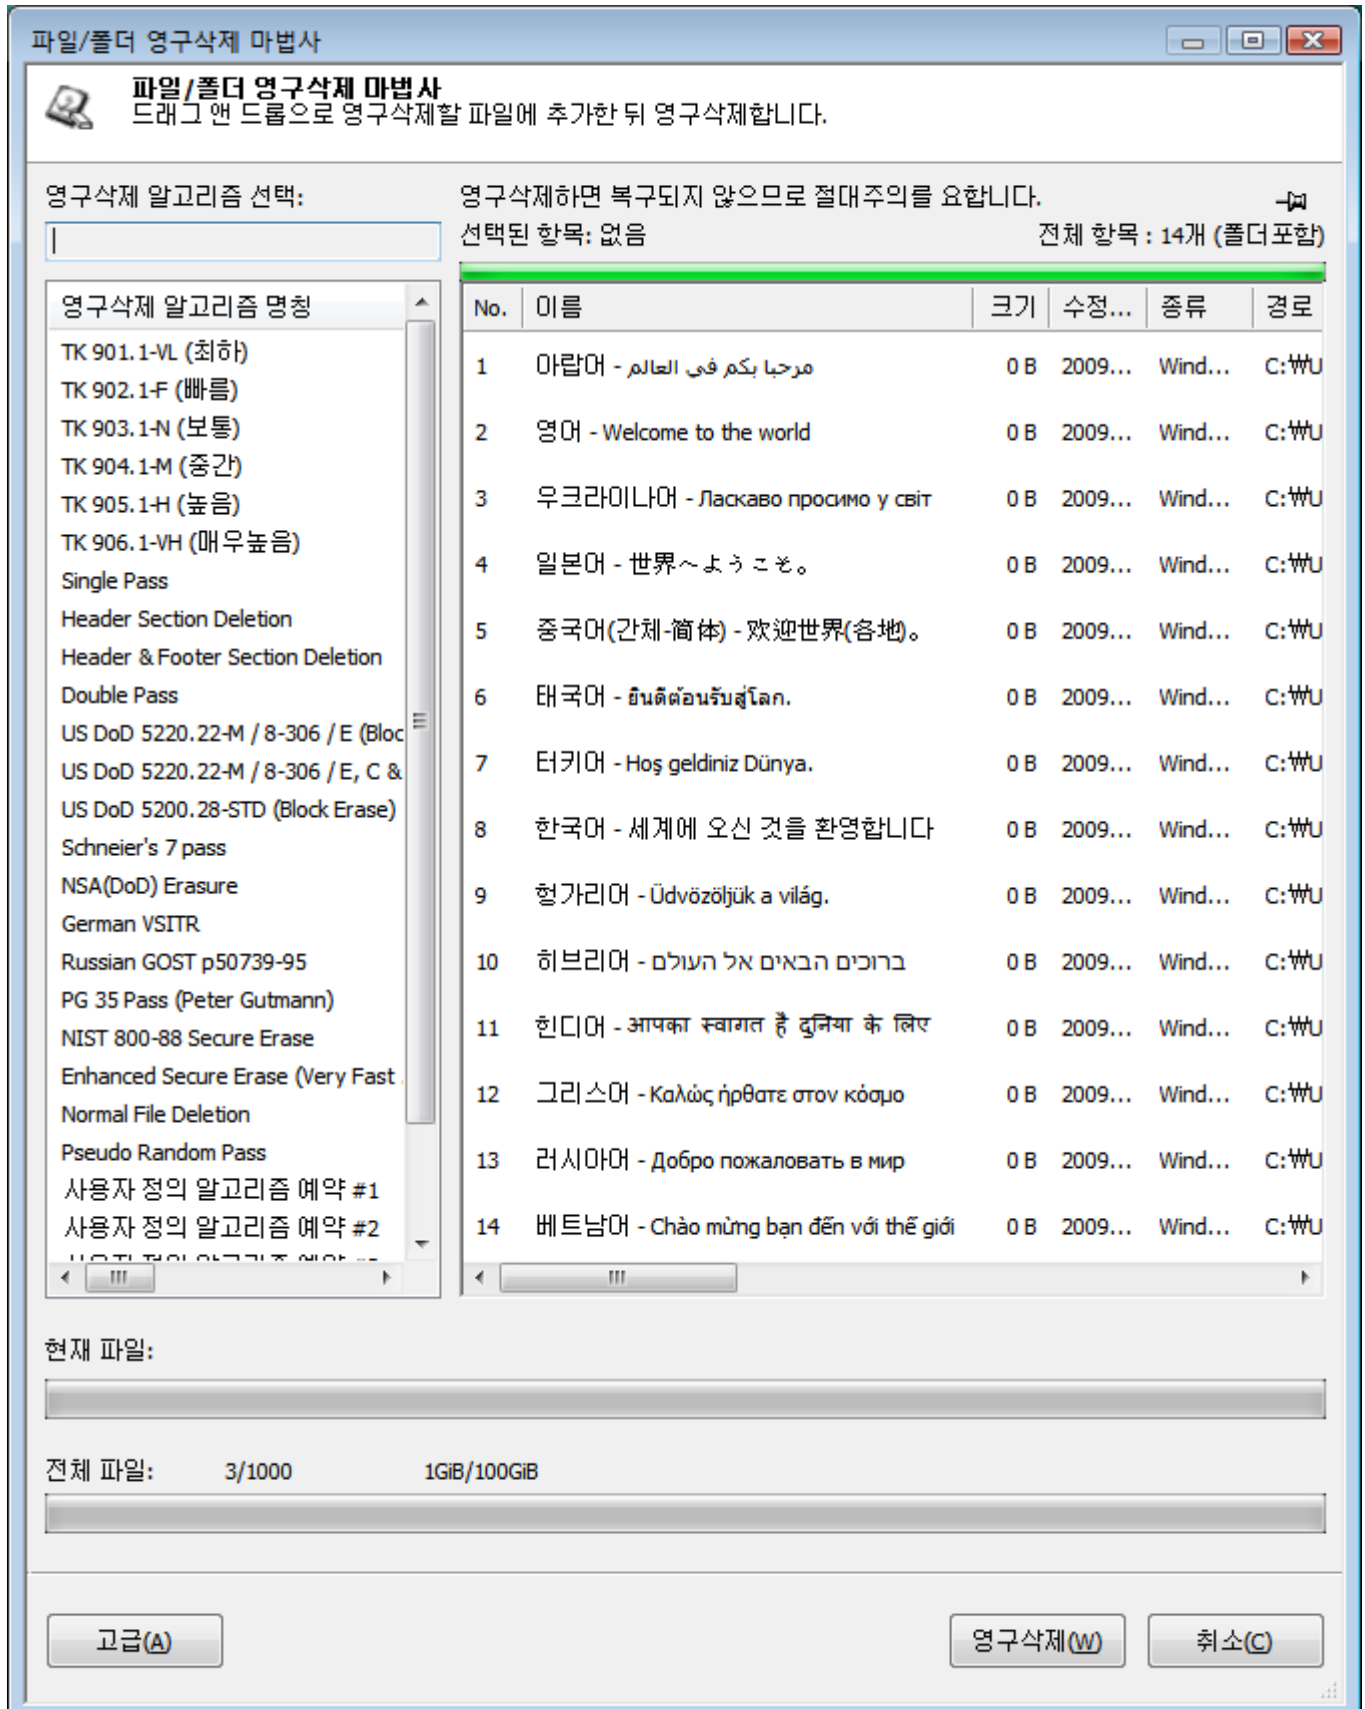 파일/폴더 영구삭제 마법사
파일/폴더 영구삭제 마법사
드래그 앤 드롭으로 영구삭제할 파일에 추가한 뒤 영구삭제합니다.
영구삭제 알고리즘 선택:
영구삭제 알고리즘 명칭
TK 901.1-VL (최하)
TK 902.1-F (빠름)
TK 903.1-N (보통)
TK 904.1-M (중간)
TK 905.1-H (높음)
TK 906.1-VH (매우높음)
Single Pass
Header Section Deletion
Header & Footer Section Deletion
Double Pass
US DoD 5220.22-M / 8-306 / E (Bloc
US DoD 5220.22-M / 8-306 / E, C &
US DoD 5200.28-STD (Block Erase)
Schneier's 7 pass
NSA(DoD) Erasure
German VSITR
Russian GOST p50739-95
PG 35 Pass (Peter Gutmann)
NIST 800-88 Secure Erase
Enhanced Secure Erase (Very Fast
Normal File Deletion
Pseudo Random Pass
사용자 정의 알고리즘 예약 #1
사용자 정의 알고리즘 예약 #2
영구삭제하면 복구되지 않으므로 절대주의를 요합니다.
선택된 항목: 없음 전체 항목 : 14개 (폴더포함)
No. 이름 크기 수정... 종류 경로
1 아랍어 - مرحبا بكم في العالم 0 B 2009... Wind... C:₩U
2 영어 - Welcome to the world 0 B 2009... Wind... C:₩U
3 우크라이나어 - Ласкаво просимо у світ 0 B 2009... Wind... C:₩U
4 일본어 - 世界へようこそ。 0 B 2009... Wind... C:₩U
5 중국어(간체-简体) - 欢迎世界(各地)。 0 B 2009... Wind... C:₩U
6 태국어 - ยินดีต้อนรับสู่โลก. 0 B 2009... Wind... C:₩U
7 터키어 - Hoş geldiniz Dünya. 0 B 2009... Wind... C:₩U
8 한국어 - 세계에 오신 것을 환영합니다 0 B 2009... Wind... C:₩U
9 헝가리어 - Üdvözöljük a világ. 0 B 2009... Wind... C:₩U
10 히브리어 - ברוכים הבאים אל העולם 0 B 2009... Wind... C:₩U
11 힌디어 - आपका स्वागत है दुनिया के लिए 0 B 2009... Wind... C:₩U
12 그리스어 - Καλώς ήρθατε στον κόσμο 0 B 2009... Wind... C:₩U
13 러시아어 - Добро пожаловать в мир 0 B 2009... Wind... C:₩U
14 베트남어 - Chào mừng bạn đến với thế giới 0 B 2009... Wind... C:₩U
현재 파일:
전체 파일: 3/1000 1GiB/100GiB
고급(A) 영구삭제(W) 취소(C)